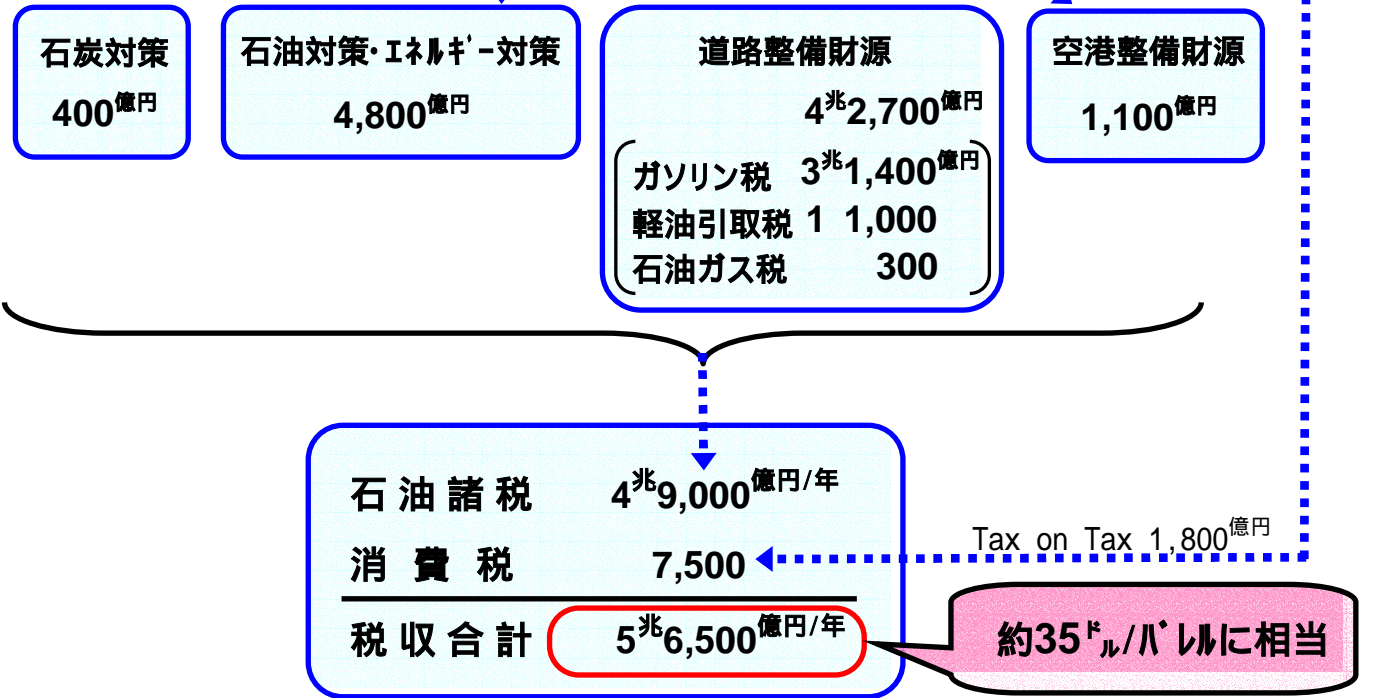 石炭対策
400億円
石油対策・ｴﾈﾙｷﾞｰ対策
4,800億円
道路整備財源
4兆2,700億円
ガソリン税 3兆1,400億円
軽油引取税 1 1,000
石油ガス税 300
空港整備財源
1,100億円
石油諸税 4兆9,000億円/年
消費税 7,500
Tax on Tax 1,800億円
税収合計 5兆6,500億円/年
約35ﾄﾞﾙ/ﾊﾞﾚﾙに相当